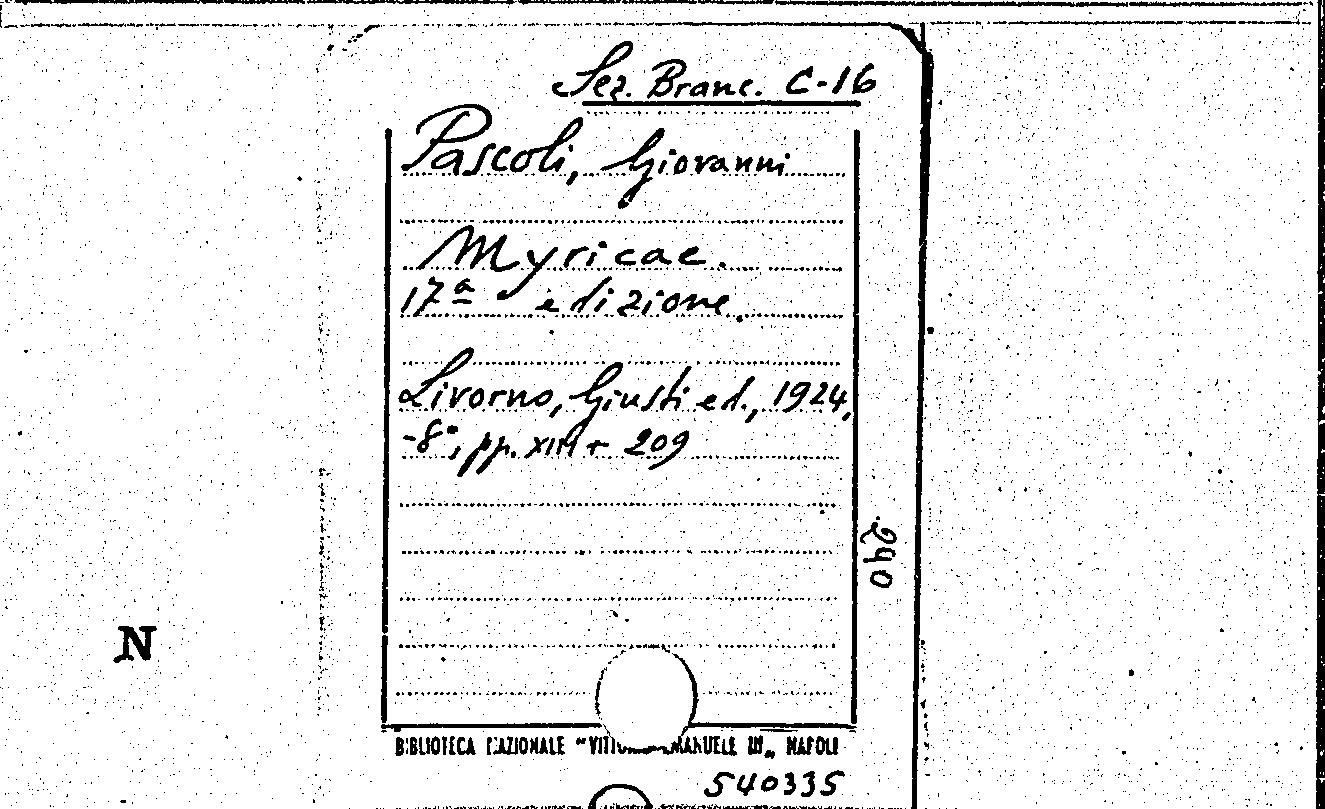 Sez. Branc. C-16
Pascoli, Giovanni
Myricae.
17ª edizione.
Livorno, Giusti ed., 1924,
-8°, pp. XIII + 209
240
N
BIBLIOTECA NAZIONALE "VITTORIO EMANUELE III„ NAPOLI
540335